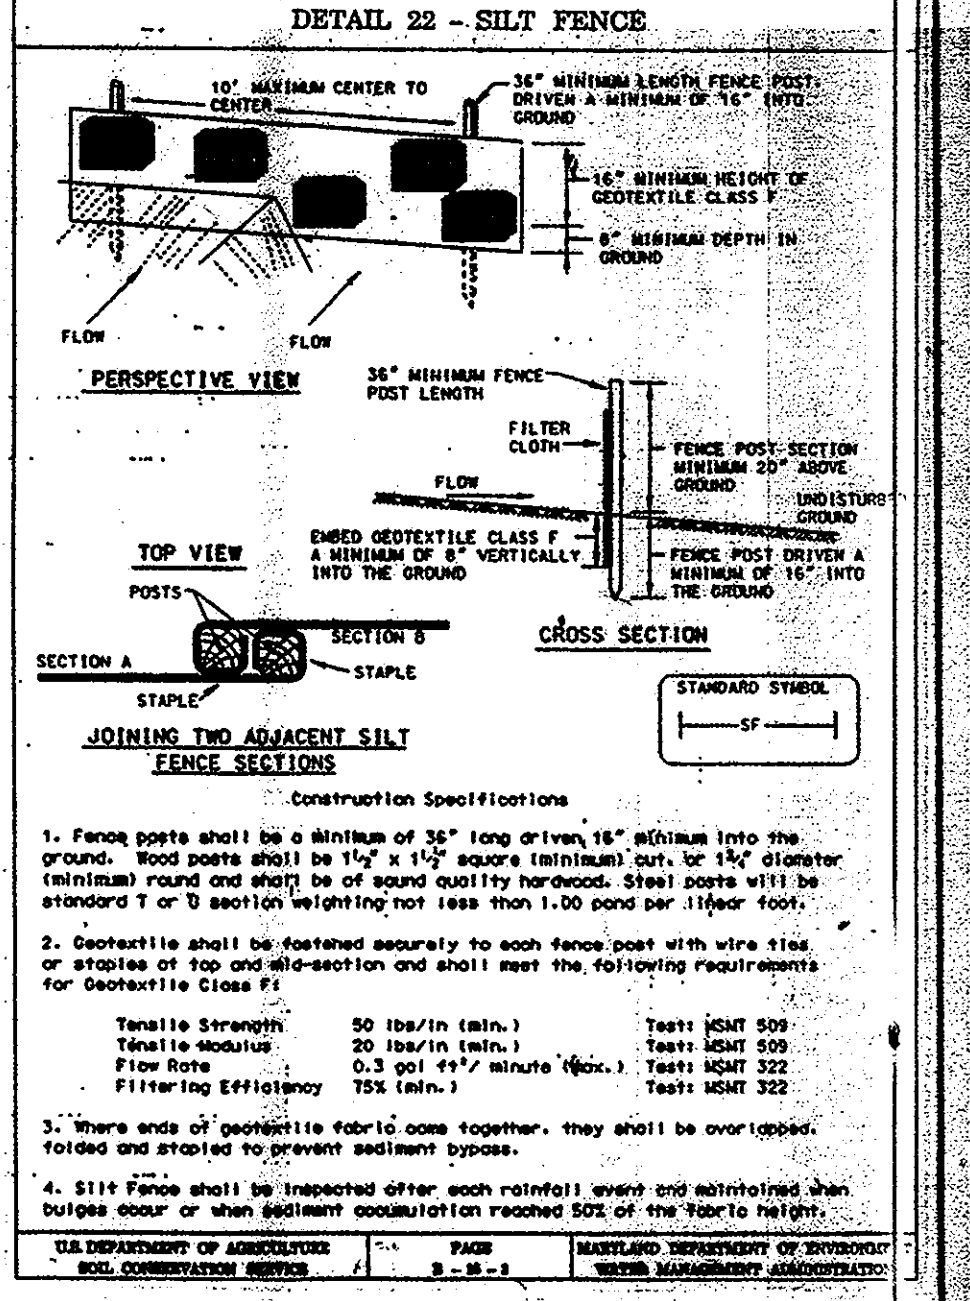 DETAIL 22 - SILT FENCE
10' MAXIMUM CENTER TO
CENTER
36" MINIMUM LENGTH FENCE POST,
DRIVEN A MINIMUM OF 16" INTO
GROUND
16" MINIMUM HEIGHT OF
GEOTEXTILE CLASS F
8" MINIMUM DEPTH IN
GROUND
FLOW
FLOW
PERSPECTIVE VIEW
36" MINIMUM FENCE
POST LENGTH
FILTER
CLOTH
FLOW
FENCE POST SECTION
MINIMUM 20" ABOVE
GROUND
UNDISTURB
GROUND
EMBED GEOTEXTILE CLASS F
A MINIMUM OF 8" VERTICALLY
INTO THE GROUND
FENCE POST DRIVEN A
MINIMUM OF 16" INTO
THE GROUND
CROSS SECTION
TOP VIEW
POSTS
SECTION B
SECTION A
STAPLE
STAPLE
JOINING TWO ADJACENT SILT
FENCE SECTIONS
STANDARD SYMBOL
SF
Construction Specifications
1. Fence posts shall be a minimum of 36" long driven 16" minimum into the
ground. Wood posts shall be 1½" x 1½" square (minimum) cut, or 1¾" diameter
(minimum) round and shall be of sound quality hardwood. Steel posts will be
standard T or U section weighting not less than 1.00 pond per linear foot.
2. Geotextile shall be fastened securely to each fence post with wire ties
or staples at top and mid-section and shall meet the following requirements
for Geotextile Class F:
Tensile Strength 50 lbs/in (min.) Test: MSMT 509
Tensile Modulus 20 lbs/in (min.) Test: MSMT 509
Flow Rate 0.3 gal ft²/ minute (max.) Test: MSMT 322
Filtering Efficiency 75% (min.) Test: MSMT 322
3. Where ends of geotextile fabric come together, they shall be overlapped,
folded and stapled to prevent sediment bypass.
4. Silt Fence shall be inspected after each rainfall event and maintained when
bulges occur or when sediment accumulation reached 50% of the fabric height.
U.S. DEPARTMENT OF AGRICULTURE
SOIL CONSERVATION SERVICE
PAGE
MARYLAND DEPARTMENT OF ENVIRONM
WATER MANAGEMENT ADMINISTRATIO